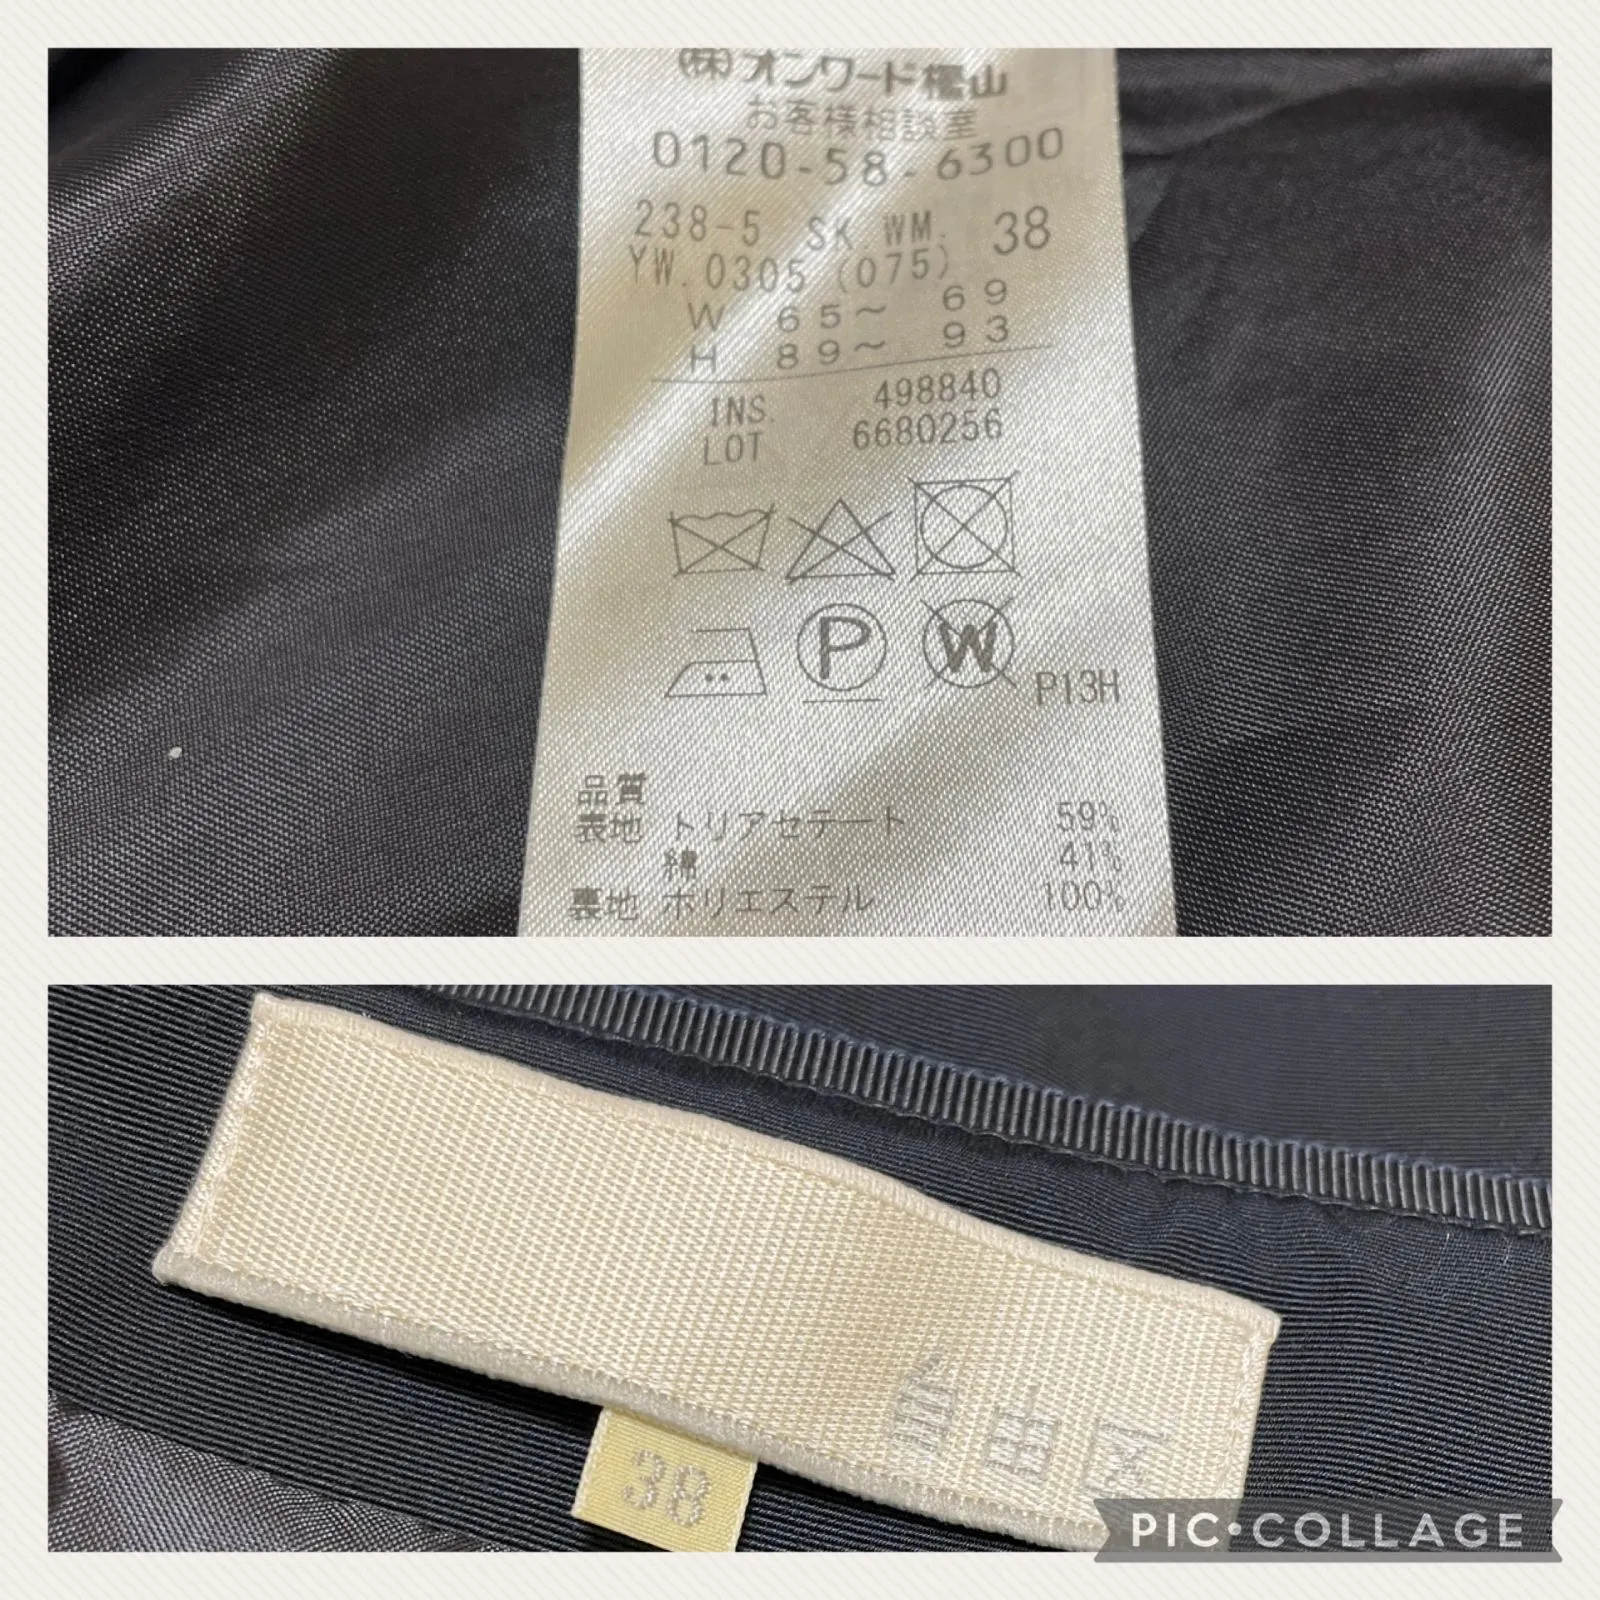 (株)オンワード樫山
お客様相談室
0120-58-6300
238-5 SK.WM. 38
YW.0305(075)
W 65～ 69
H 89～ 93
INS. 498840
LOT 6680256
P W P13H
品質
表地 トリアセテート 59%
綿 41%
裏地 ポリエステル 100%
自由区
38
PIC•COLLAGE